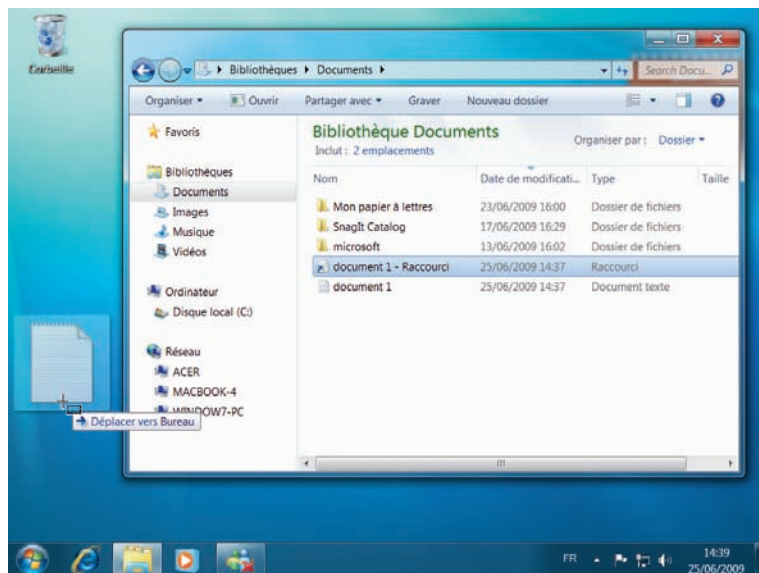 Corbeille
Bibliothèques ▸ Documents ▸
Search Docu...
Organiser ▾ Ouvrir Partager avec ▾ Graver Nouveau dossier
Favoris
Bibliothèques
Documents
Images
Musique
Vidéos
Ordinateur
Disque local (C:)
Réseau
ACER
MACBOOK-4
WINDOW7-PC
Bibliothèque Documents
Inclut : 2 emplacements
Organiser par : Dossier ▾
Nom Date de modificati... Type Taille
Mon papier à lettres 23/06/2009 16:00 Dossier de fichiers
SnagIt Catalog 17/06/2009 16:29 Dossier de fichiers
microsoft 13/06/2009 16:02 Dossier de fichiers
document 1 - Raccourci 25/06/2009 14:37 Raccourci
document 1 25/06/2009 14:37 Document texte
Déplacer vers Bureau
FR
14:39
25/06/2009